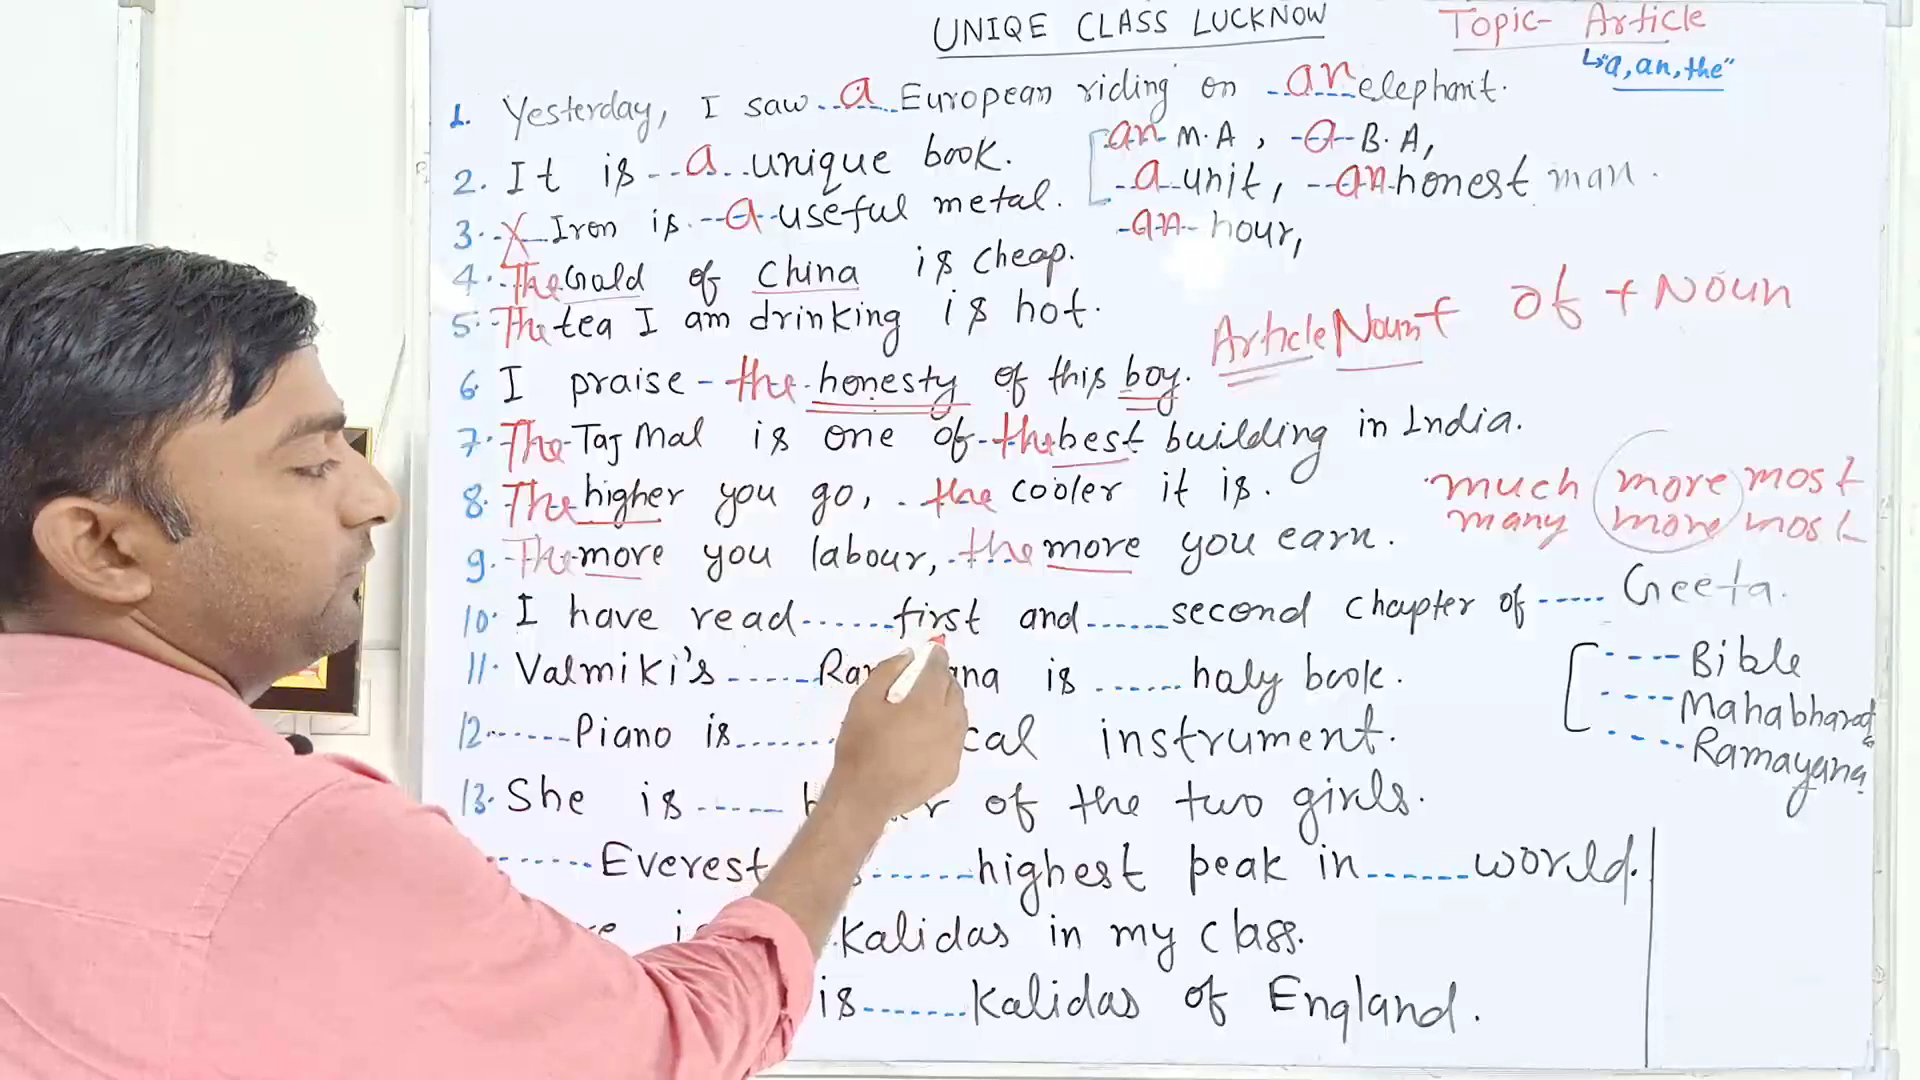 UNIQE CLASS LUCKNOW
Topic- Article
↳"a, an, the"
1. Yesterday, I saw...a...European riding on -an-elephant.
2. It is --a--unique book.
an- M.A, -a- B.A,
-a-unit, --an-honest man.
-an- hour,
3.-X-Iron is.--a--useful metal.
4.-The Gold of China is cheap.
5.-The tea I am drinking is hot.
Article Noun + of + Noun
6. I praise -the-honesty of this boy.
7. The-Taj Mal is one of-the best building in India.
8. The higher you go, .-the cooler it is.
much more most
many more most
9. -The-more you labour, -the more you earn.
10. I have read.......first and......second chapter of ----- Geeta.
11. Valmiki's ...... is ...... holy book.
---- Bible
---- Mahabharat
---- Ramayana
12.......Piano is....... instrument.
13. She is ----- of the two girls.
......Everest .......highest peak in......world.
Kalidas in my class.
is.......Kalidas of England.